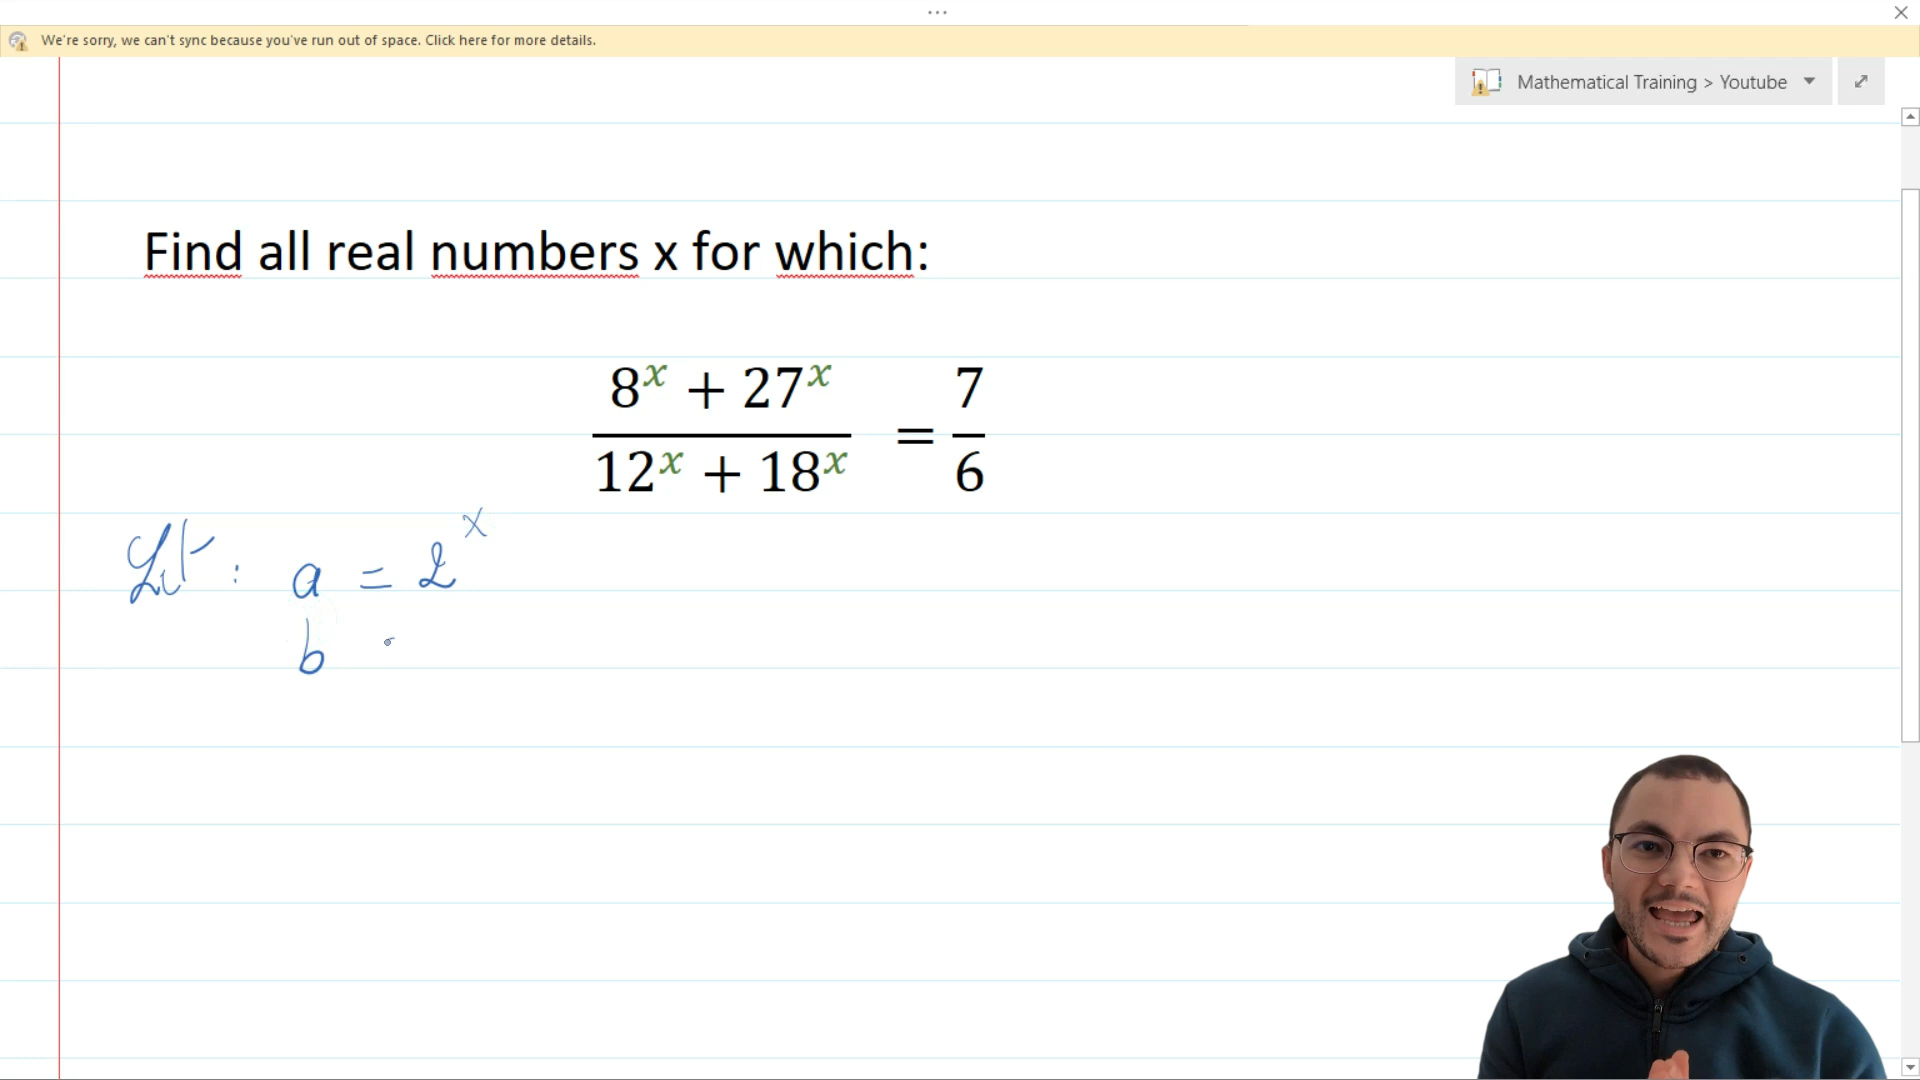 We're sorry, we can't sync because you've run out of space. Click here for more details.
Mathematical Training > Youtube
Find all real numbers x for which:
8^x + 27^x / 12^x + 18^x = 7/6
Let : a = 2^x
b